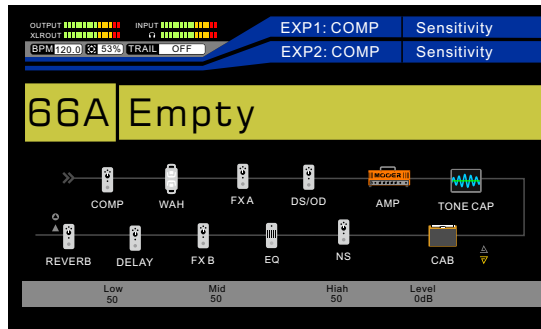 OUTPUT INPUT EXP1: COMP Sensitivity
XLROUT
BPM 120.0 53% TRAIL OFF EXP2: COMP Sensitivity
66A Empty
MOOER
COMP WAH FX A DS/OD AMP TONE CAP
REVERB DELAY FX B EQ NS CAB
Low Mid Hiah Level
50 50 50 0dB